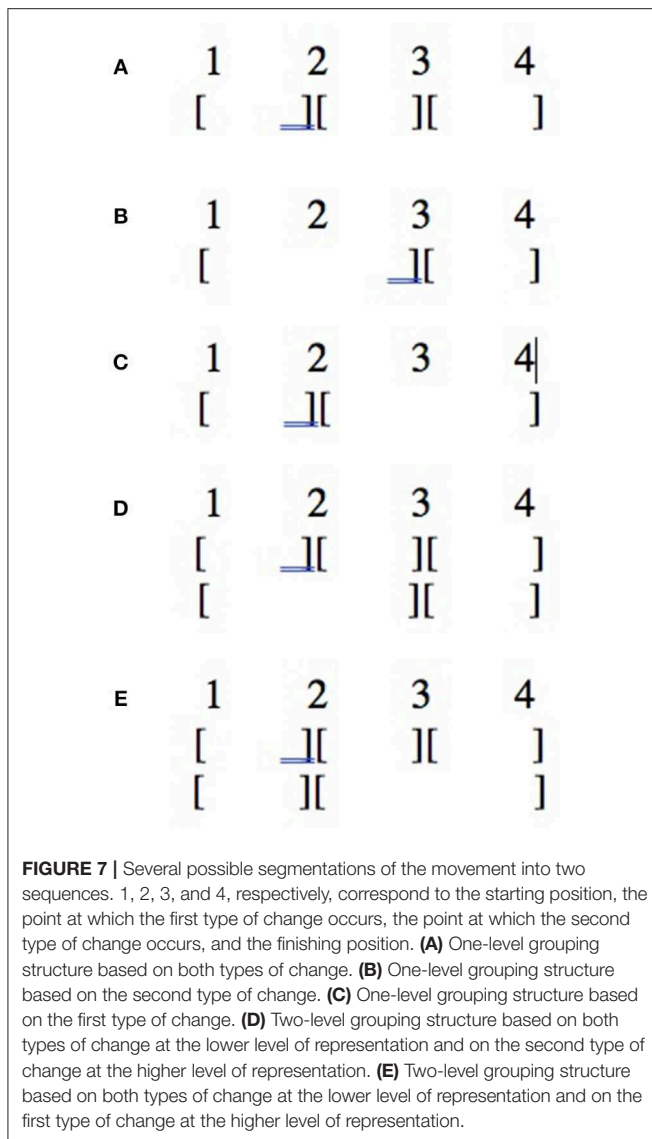 A 1 2 3 4
[ ][ ][ ]
B 1 2 3 4
[ ][ ]
C 1 2 3 4
[ ][ ]
D 1 2 3 4
[ ][ ][ ]
[ ][ ]
E 1 2 3 4
[ ][ ][ ]
[ ][ ]
FIGURE 7 | Several possible segmentations of the movement into two
sequences. 1, 2, 3, and 4, respectively, correspond to the starting position, the
point at which the first type of change occurs, the point at which the second
type of change occurs, and the finishing position. (A) One-level grouping
structure based on both types of change. (B) One-level grouping structure
based on the second type of change. (C) One-level grouping structure based
on the first type of change. (D) Two-level grouping structure based on both
types of change at the lower level of representation and on the second type of
change at the higher level of representation. (E) Two-level grouping structure
based on both types of change at the lower level of representation and on the
first type of change at the higher level of representation.